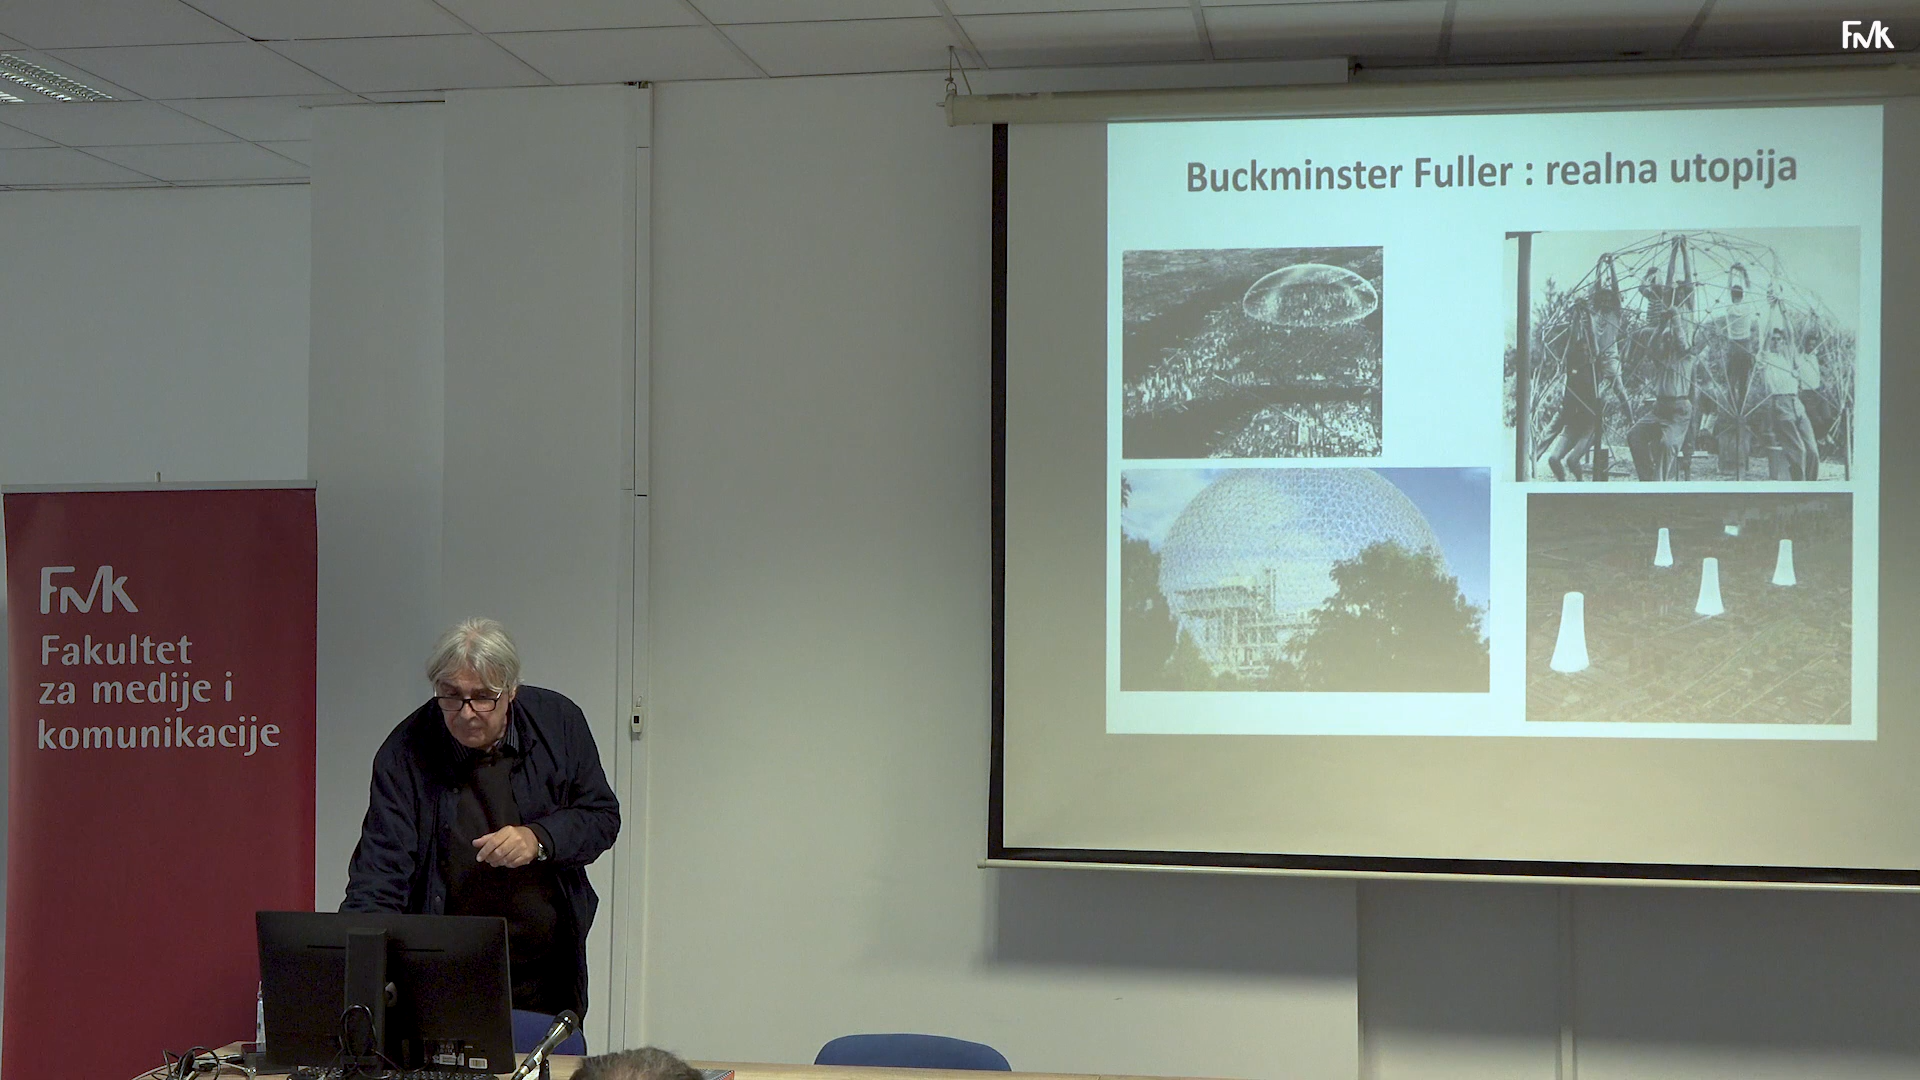 FMK
Buckminster Fuller : realna utopija
FMK
Fakultet
za medije i
komunikacije